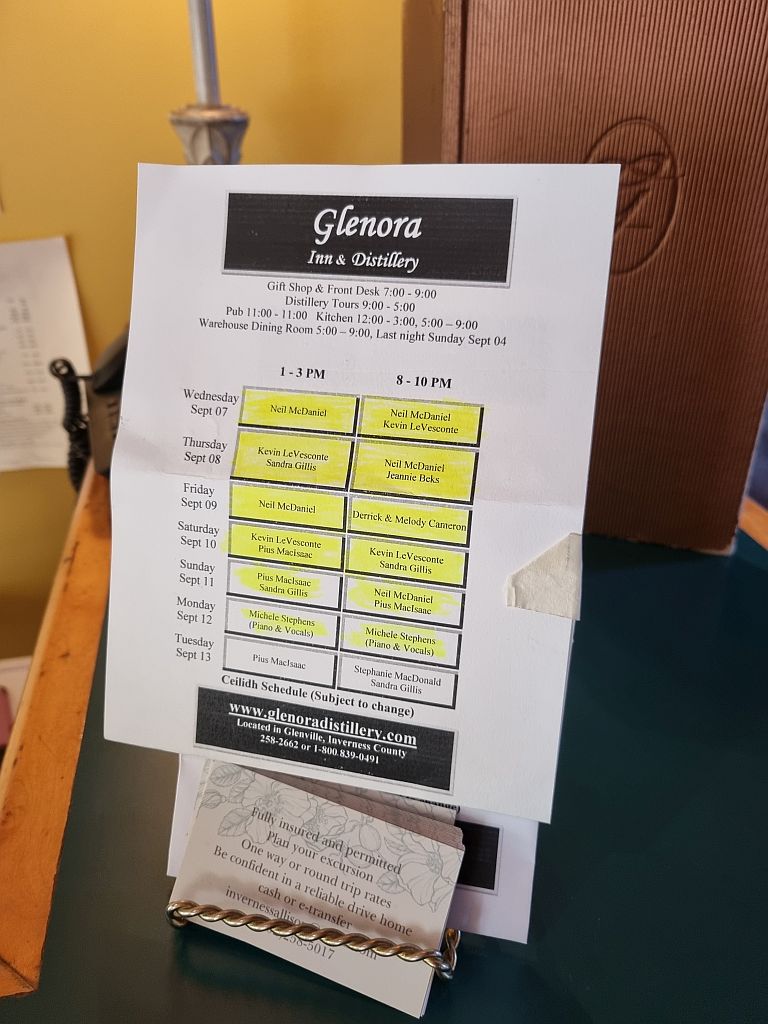 Glenora
Inn & Distillery
Gift Shop & Front Desk 7:00 - 9:00
Distillery Tours 9:00 - 5:00
Pub 11:00 - 11:00 Kitchen 12:00 - 3:00, 5:00 – 9:00
Warehouse Dining Room 5:00 – 9:00, Last night Sunday Sept 04
1 - 3 PM 8 - 10 PM
Wednesday
Sept 07
Neil McDaniel
Neil McDaniel
Kevin LeVesconte
Thursday
Sept 08
Kevin LeVesconte
Sandra Gillis
Neil McDaniel
Jeannie Beks
Friday
Sept 09
Neil McDaniel
Derrick & Melody Cameron
Saturday
Sept 10
Kevin LeVesconte
Pius MacIsaac
Kevin LeVesconte
Sandra Gillis
Sunday
Sept 11
Pius MacIsaac
Sandra Gillis
Neil McDaniel
Pius MacIsaac
Monday
Sept 12
Michele Stephens
(Piano & Vocals)
Michele Stephens
(Piano & Vocals)
Tuesday
Sept 13
Pius MacIsaac
Stephanie MacDonald
Sandra Gillis
Ceilidh Schedule (Subject to change)
www.glenoradistillery.com
Located in Glenville, Inverness County
258-2662 or 1-800.839-0491
Fully insured and permitted
Plan your excursion
One way or round trip rates
Be confident in a reliable drive home
cash or e-transfer